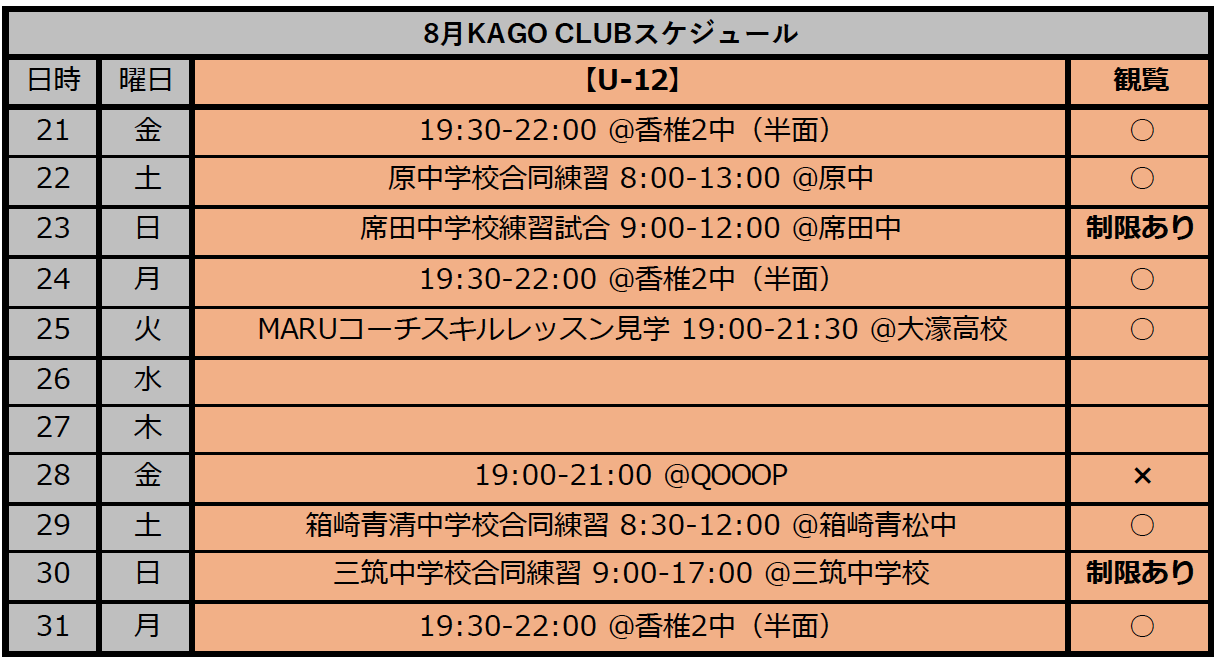 8月KAGO CLUBスケジュール
日時 曜日 【U-12】 観覧
21 金 19:30-22:00 @香椎2中（半面） ○
22 土 原中学校合同練習 8:00-13:00 @原中 ○
23 日 席田中学校練習試合 9:00-12:00 @席田中 制限あり
24 月 19:30-22:00 @香椎2中（半面） ○
25 火 MARUコーチスキルレッスン見学 19:00-21:30 @大濠高校 ○
26 水
27 木
28 金 19:00-21:00 @QOOOP ×
29 土 箱崎青清中学校合同練習 8:30-12:00 @箱崎青松中 ○
30 日 三筑中学校合同練習 9:00-17:00 @三筑中学校 制限あり
31 月 19:30-22:00 @香椎2中（半面） ○